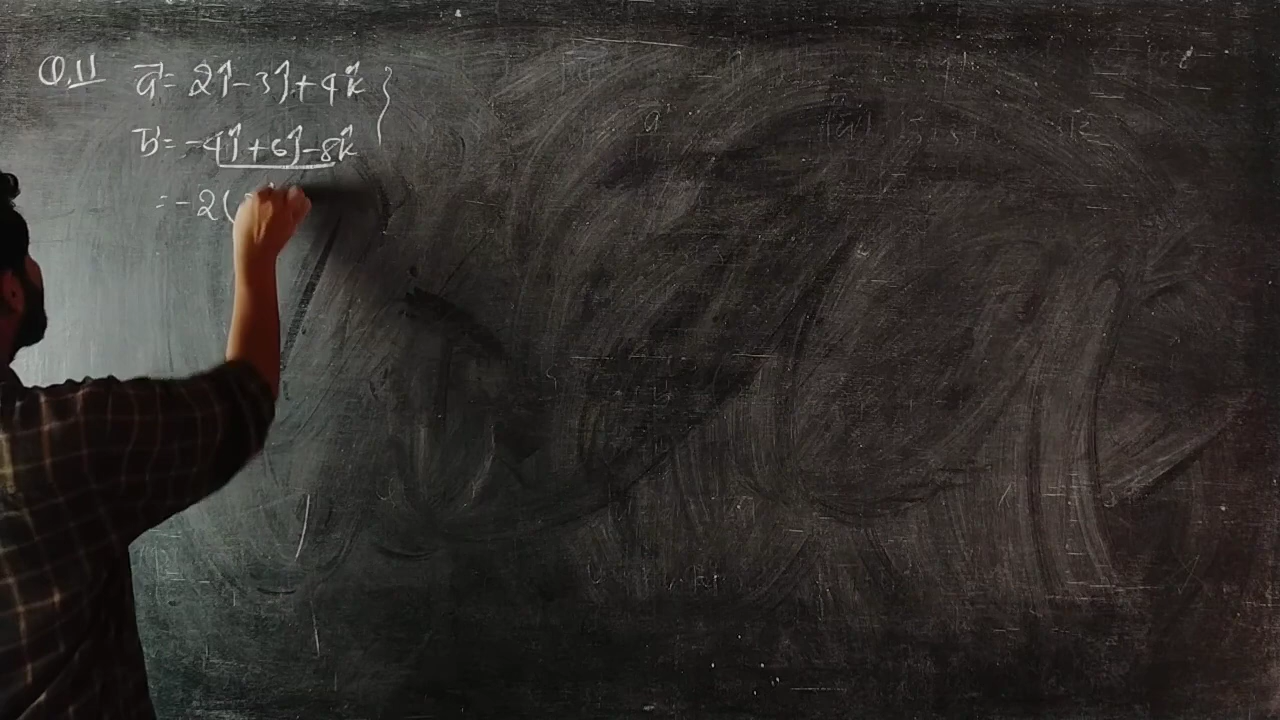 Q.11 a⃗ = 2î - 3ĵ + 4k̂ }
b⃗ = -4î + 6ĵ - 8k̂
= -2(